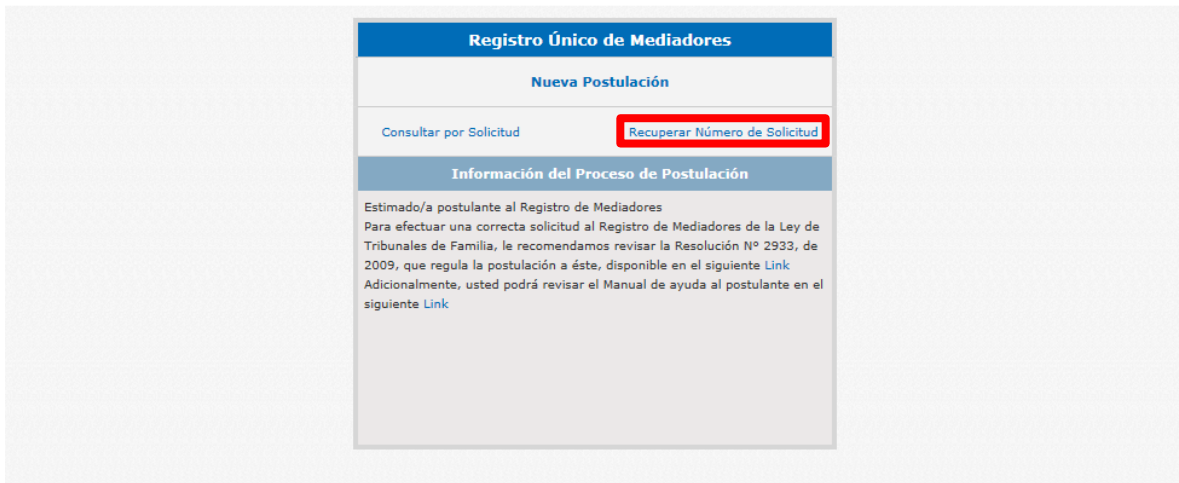 Registro Único de Mediadores
Nueva Postulación
Consultar por Solicitud
Recuperar Número de Solicitud
Información del Proceso de Postulación
Estimado/a postulante al Registro de Mediadores
Para efectuar una correcta solicitud al Registro de Mediadores de la Ley de
Tribunales de Familia, le recomendamos revisar la Resolución Nº 2933, de
2009, que regula la postulación a éste, disponible en el siguiente Link
Adicionalmente, usted podrá revisar el Manual de ayuda al postulante en el
siguiente Link